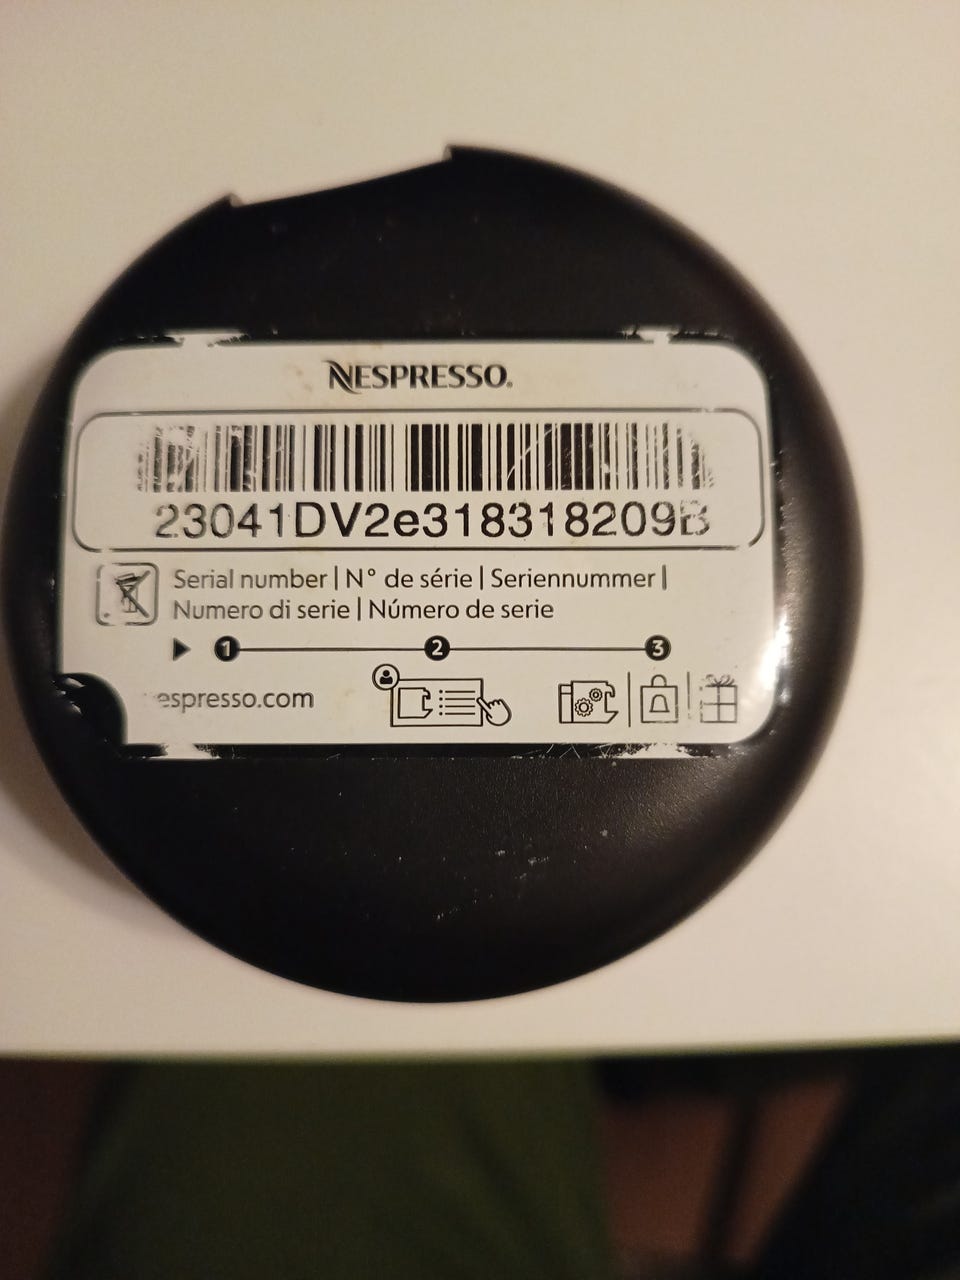 NESPRESSO.
23041DV2e318318209B
Serial number | N° de série | Seriennummer |
Numero di serie | Número de serie
1 2 3
espresso.com